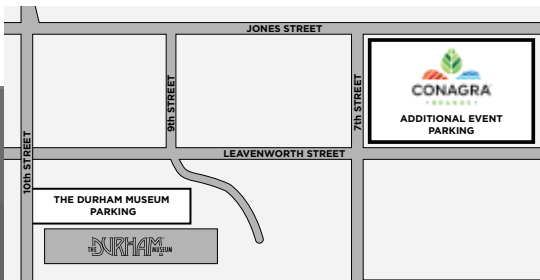 JONES STREET
CONAGRA
BRANDS
ADDITIONAL EVENT
PARKING
9th STREET
7th STREET
10th STREET
LEAVENWORTH STREET
THE DURHAM MUSEUM
PARKING
THE DURHAM MUSEUM